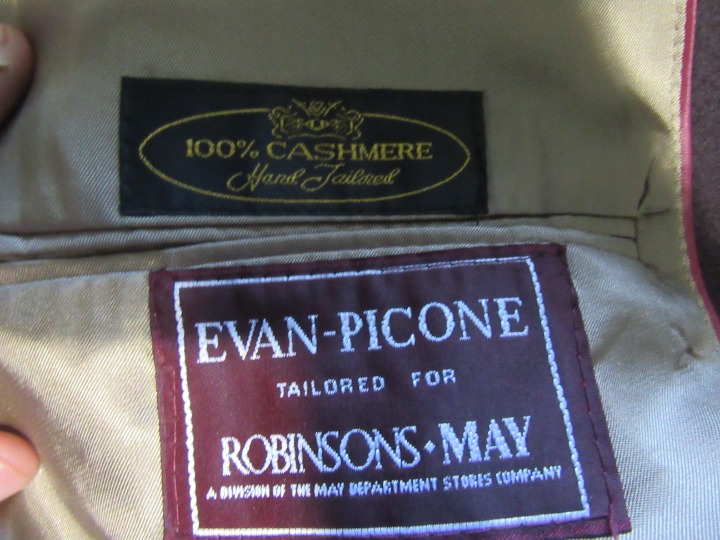 100% CASHMERE
Hand Tailored
EVAN-PICONE
TAILORED FOR
ROBINSONS·MAY
A DIVISION OF THE MAY DEPARTMENT STORES COMPANY